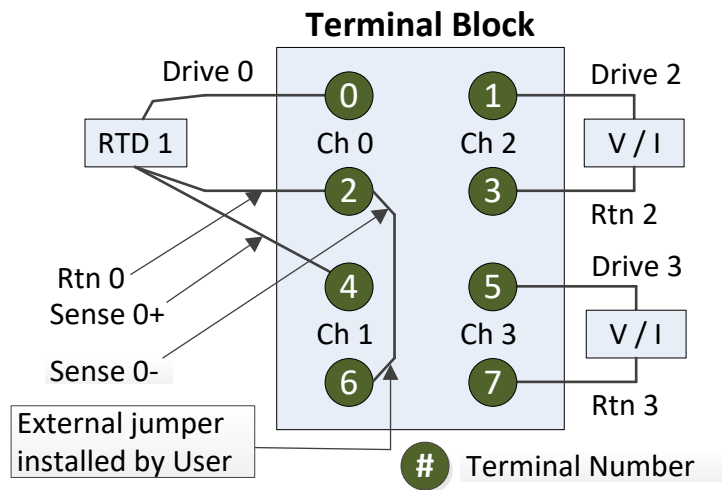 Terminal Block
Drive 0
RTD 1
0
Ch 0
2
4
Ch 1
6
1
Ch 2
3
5
Ch 3
7
Drive 2
V / I
Rtn 2
Drive 3
V / I
Rtn 3
Rtn 0
Sense 0+
Sense 0-
External jumper
installed by User
# Terminal Number